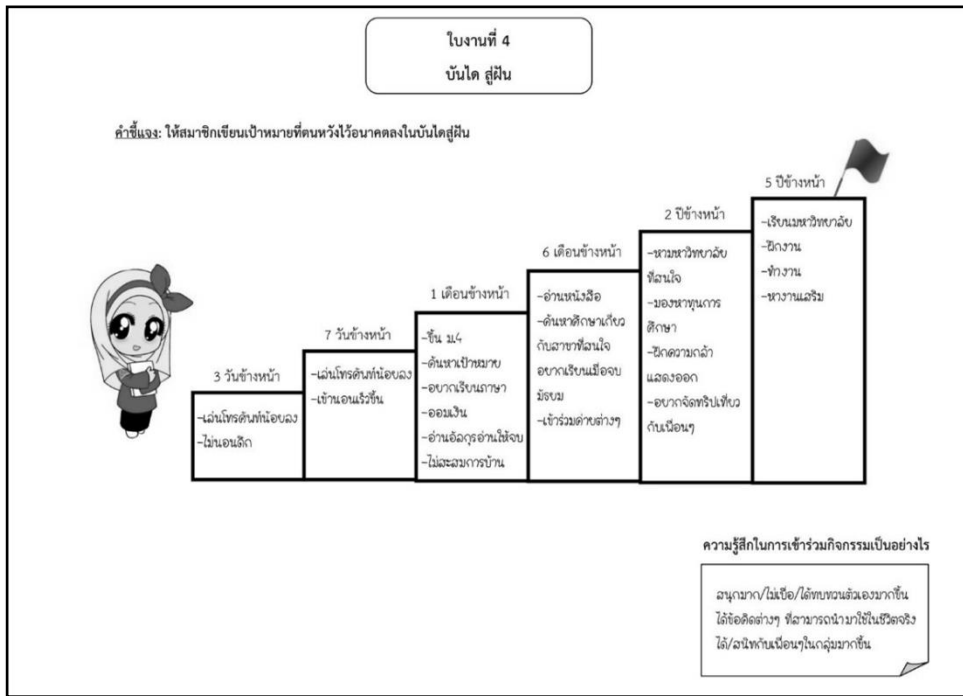 ใบงานที่ 4
บันได สู่ฝัน
คำชี้แจง: ให้สมาชิกเขียนเป้าหมายที่ตนหวังไว้อนาคตลงในบันไดสู่ฝัน
3 วันข้างหน้า
-เล่นโทรศัพท์น้อยลง
-ไม่นอนดึก
7 วันข้างหน้า
-เล่นโทรศัพท์น้อยลง
-เข้านอนเร็วขึ้น
1 เดือนข้างหน้า
-ขึ้น ม.4
-ค้นหาเป้าหมาย
-อยากเรียนภาษา
-ออมเงิน
-อ่านอัลกุรอ่านให้จบ
-ไม่สะสมการบ้าน
6 เดือนข้างหน้า
-อ่านหนังสือ
-ค้นหาศึกษาเกี่ยว
กับสาขาที่สนใจ
อยากเรียนเมื่อจบ
มัธยม
-เข้าร่วมค่ายต่างๆ
2 ปีข้างหน้า
-หามหาวิทยาลัย
ที่สนใจ
-มองหาทุนการ
ศึกษา
-ฝึกความกล้า
แสดงออก
-อยากจัดทริปเที่ยว
กับเพื่อนๆ
5 ปีข้างหน้า
-เรียนมหาวิทยาลัย
-ฝึกงาน
-ทำงาน
-หางานเสริม
ความรู้สึกในการเข้าร่วมกิจกรรมเป็นอย่างไร
สนุกมาก/ไม่เบื่อ/ได้ทบทวนตัวเองมากขึ้น
ได้ข้อคิดต่างๆ ที่สามารถนำมาใช้ในชีวิตจริง
ได้/สนิทกับเพื่อนๆในกลุ่มมากขึ้น